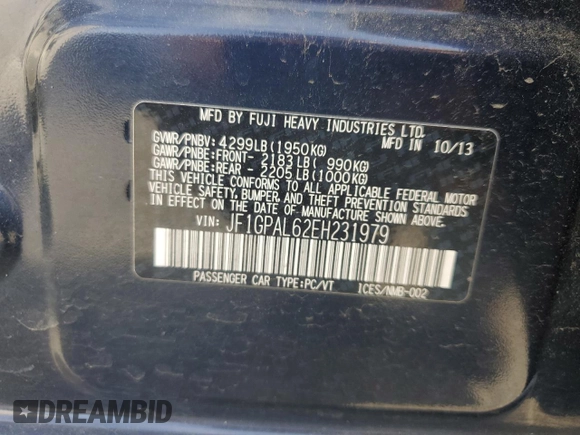 MFD BY FUJI HEAVY INDUSTRIES LTD.
MFD IN 10/13
GVWR/PNBV: 4299LB(1950KG)
GAWR/PNBE:FRONT- 2183LB( 990KG)
GAWR/PNBE:REAR - 2205LB(1000KG)
THIS VEHICLE CONFORMS TO ALL APPLICABLE FEDERAL MOTOR
VEHICLE SAFETY, BUMPER, AND THEFT PREVENTION STANDARDS
IN EFFECT ON THE DATE OF MANUFACTURE SHOWN ABOVE.
VIN: JF1GPAL62EH231979
PASSENGER CAR TYPE:PC/VT ICES/NMB-002
DREAMBID